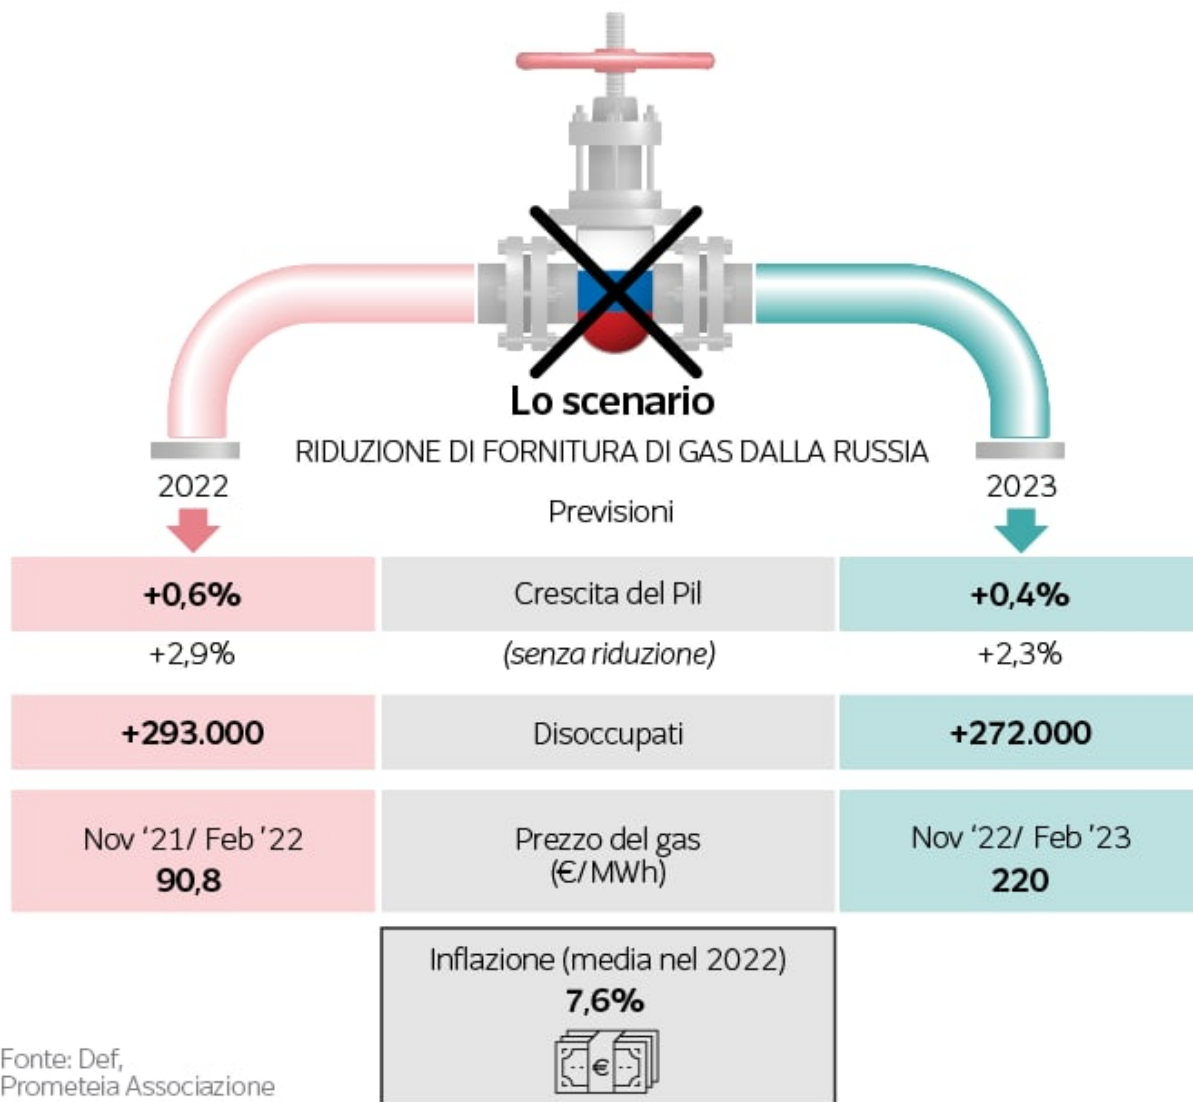 Lo scenario
RIDUZIONE DI FORNITURA DI GAS DALLA RUSSIA
2022
2023
Previsioni
+0,6%
Crescita del Pil
+0,4%
+2,9%
(senza riduzione)
+2,3%
+293.000
Disoccupati
+272.000
Nov ‘21/ Feb ’22
90,8
Prezzo del gas
(€/MWh)
Nov ‘22/ Feb ’23
220
Inflazione (media nel 2022)
7,6%
€
Fonte: Def,
Prometeia Associazione